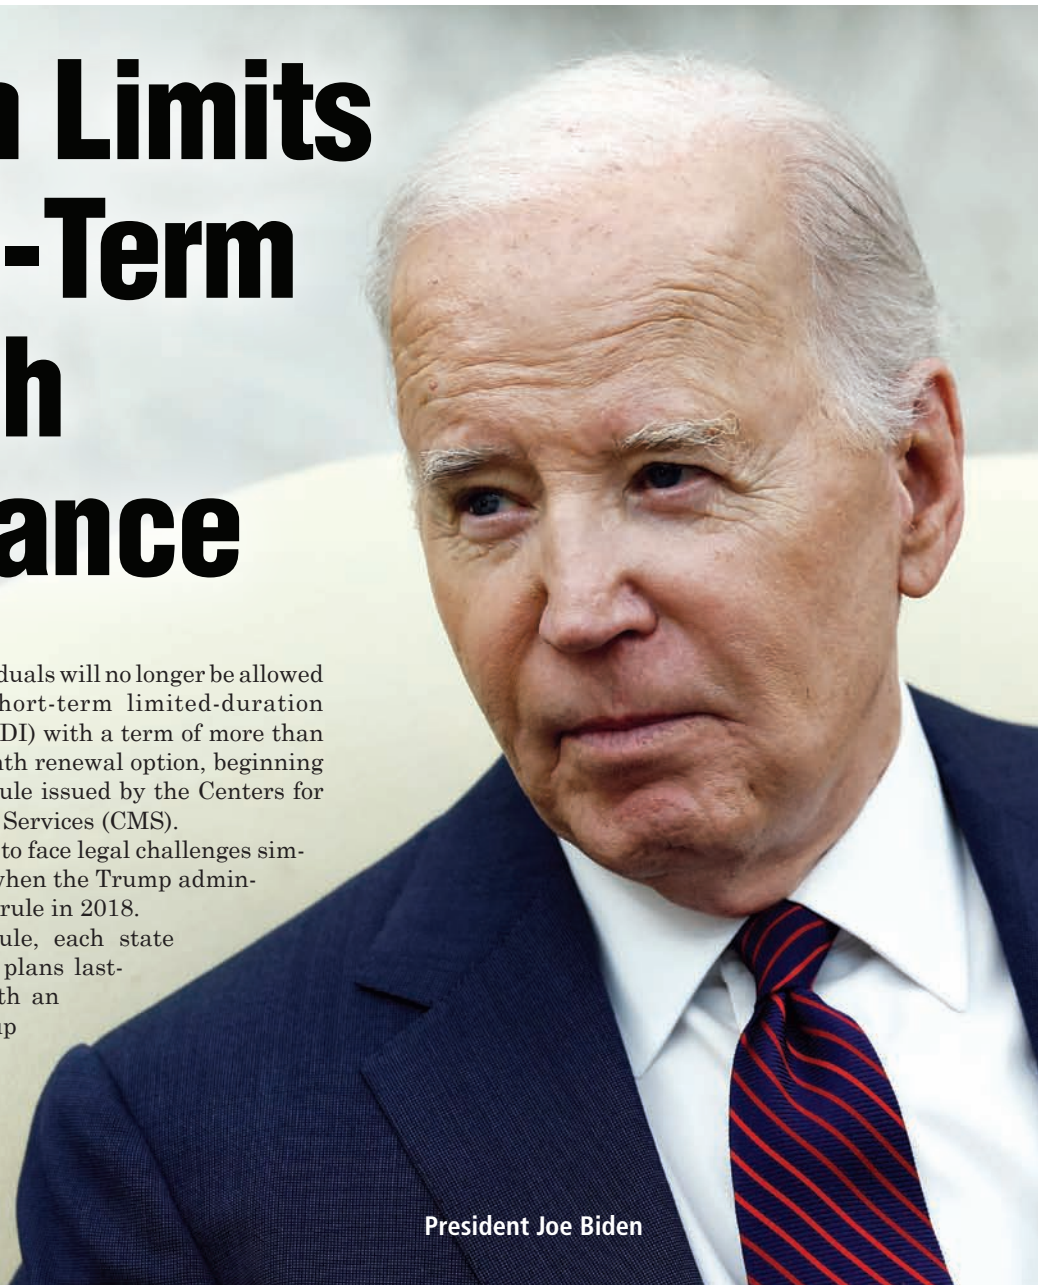 n Limits
-Term
h
ance
duals will no longer be allowed
hort-term limited-duration
DI) with a term of more than
nth renewal option, beginning
ule issued by the Centers for
Services (CMS).
to face legal challenges sim-
when the Trump admin-
rule in 2018.
ule, each state
plans last-
th an
up
President Joe Biden